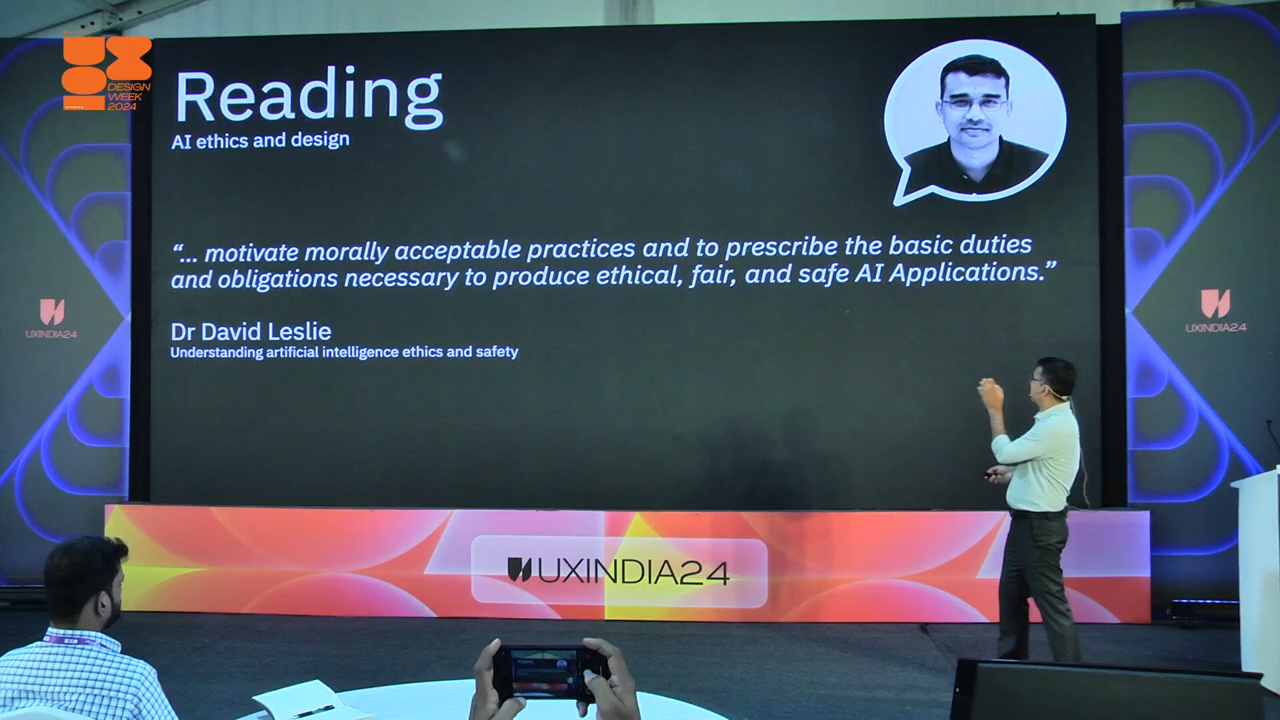 DESIGN
WEEK
2024
Reading
AI ethics and design
“... motivate morally acceptable practices and to prescribe the basic duties
and obligations necessary to produce ethical, fair, and safe AI Applications.”
Dr David Leslie
Understanding artificial intelligence ethics and safety
UXINDIA24
UXINDIA24
UXINDIA24